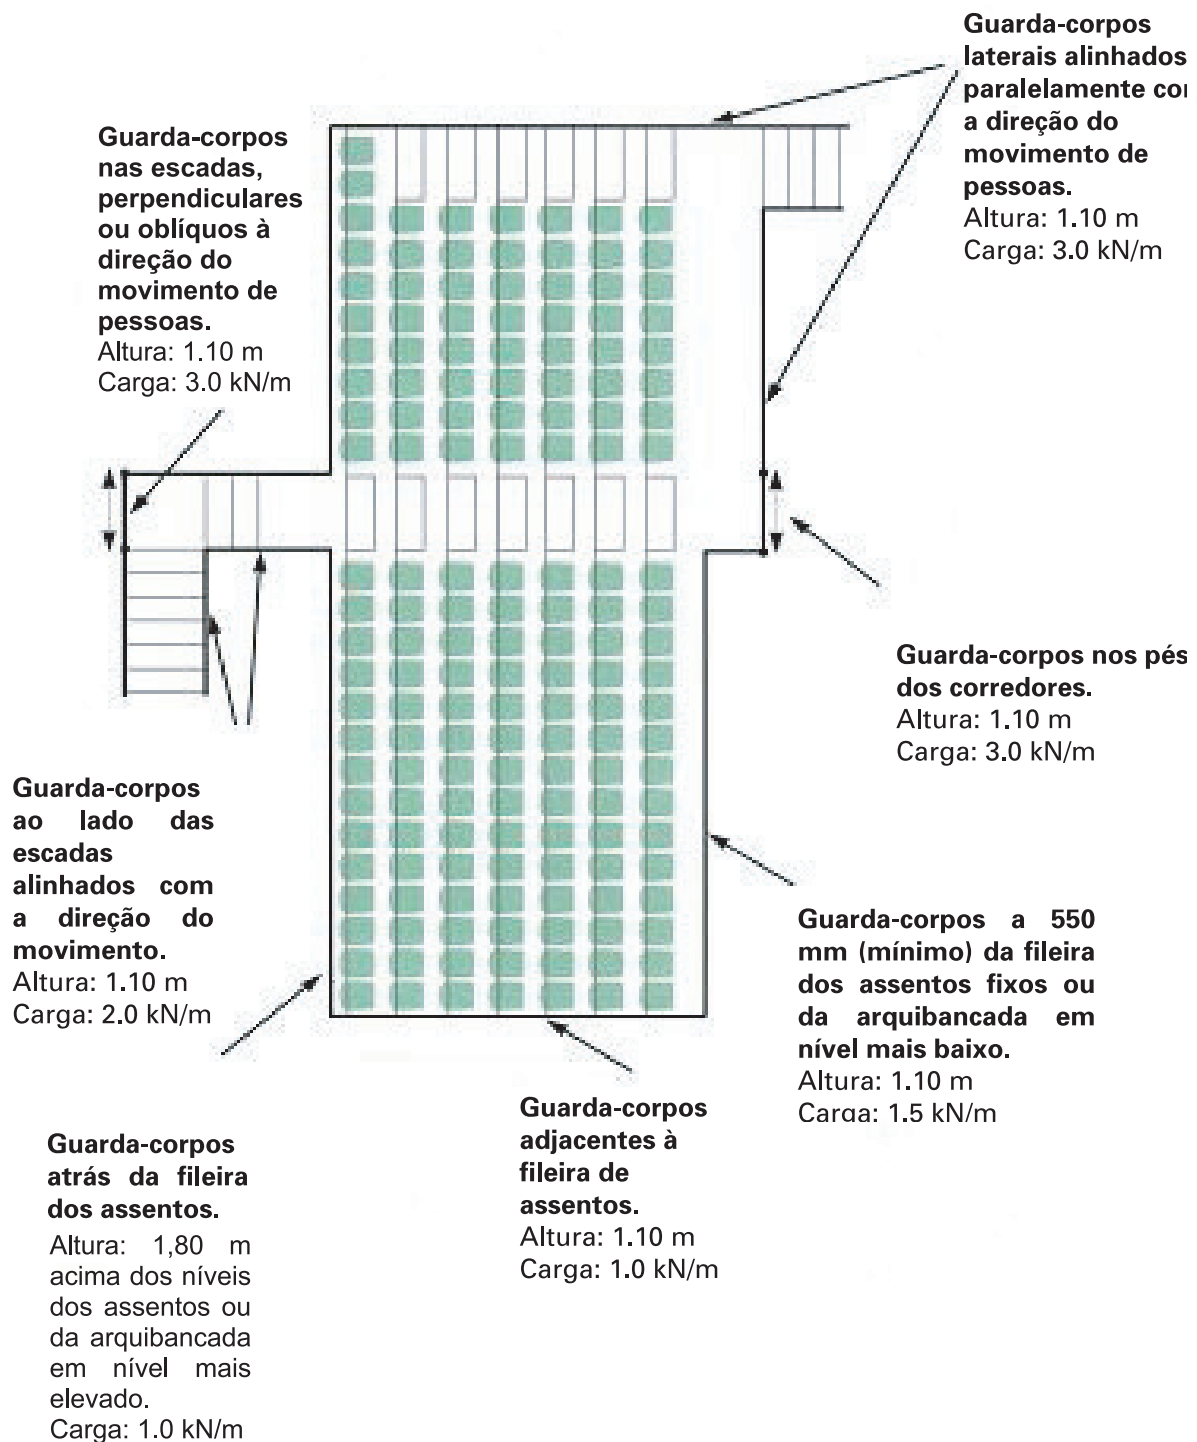 Guarda-corpos
laterais alinhados
paralelamente co
a direção do
movimento de
pessoas.
Altura: 1.10 m
Carga: 3.0 kN/m
Guarda-corpos
nas escadas,
perpendiculares
ou oblíquos à
direção do
movimento de
pessoas.
Altura: 1.10 m
Carga: 3.0 kN/m
Guarda-corpos nos pés
dos corredores.
Altura: 1.10 m
Carga: 3.0 kN/m
Guarda-corpos
ao lado das
escadas
alinhados com
a direção do
movimento.
Altura: 1.10 m
Carga: 2.0 kN/m
Guarda-corpos a 550
mm (mínimo) da fileira
dos assentos fixos ou
da arquibancada em
nível mais baixo.
Altura: 1.10 m
Carga: 1.5 kN/m
Guarda-corpos
adjacentes à
fileira de
assentos.
Altura: 1.10 m
Carga: 1.0 kN/m
Guarda-corpos
atrás da fileira
dos assentos.
Altura: 1,80 m
acima dos níveis
dos assentos ou
da arquibancada
em nível mais
elevado.
Carga: 1.0 kN/m